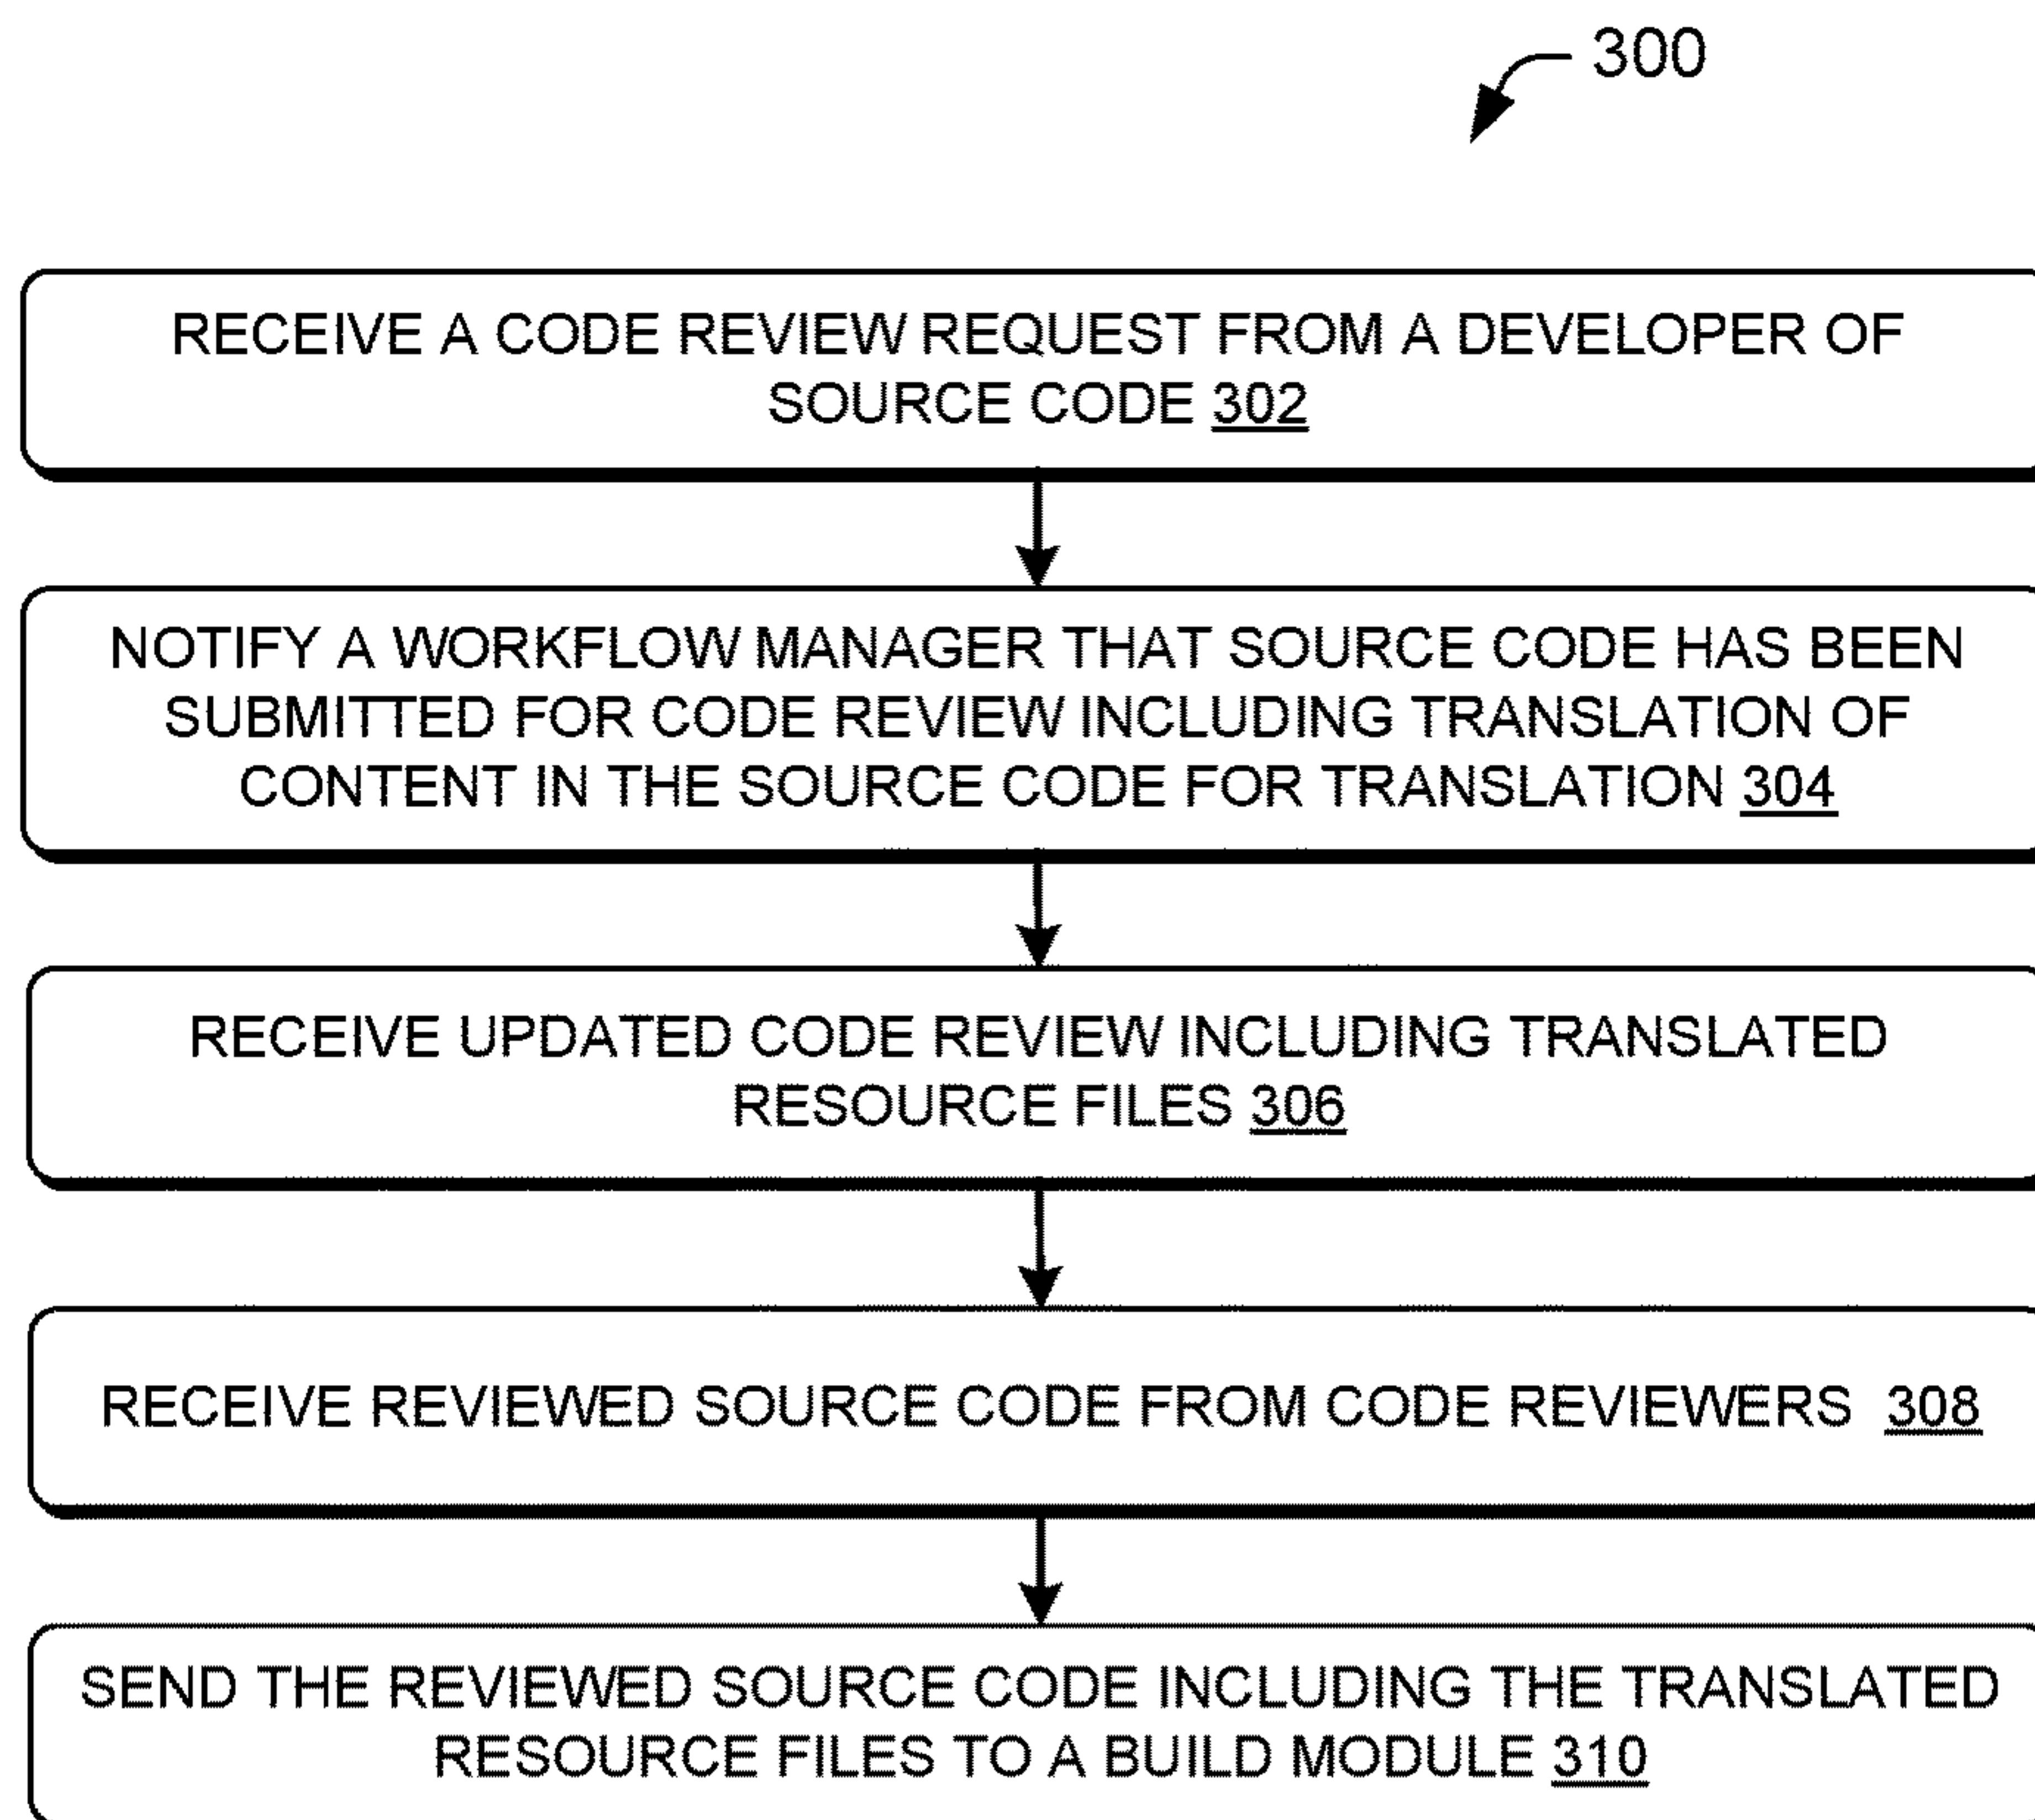 300
RECEIVE A CODE REVIEW REQUEST FROM A DEVELOPER OF
SOURCE CODE 302
NOTIFY A WORKFLOW MANAGER THAT SOURCE CODE HAS BEEN
SUBMITTED FOR CODE REVIEW INCLUDING TRANSLATION OF
CONTENT IN THE SOURCE CODE FOR TRANSLATION 304
RECEIVE UPDATED CODE REVIEW INCLUDING TRANSLATED
RESOURCE FILES 306
RECEIVE REVIEWED SOURCE CODE FROM CODE REVIEWERS 308
SEND THE REVIEWED SOURCE CODE INCLUDING THE TRANSLATED
RESOURCE FILES TO A BUILD MODULE 310